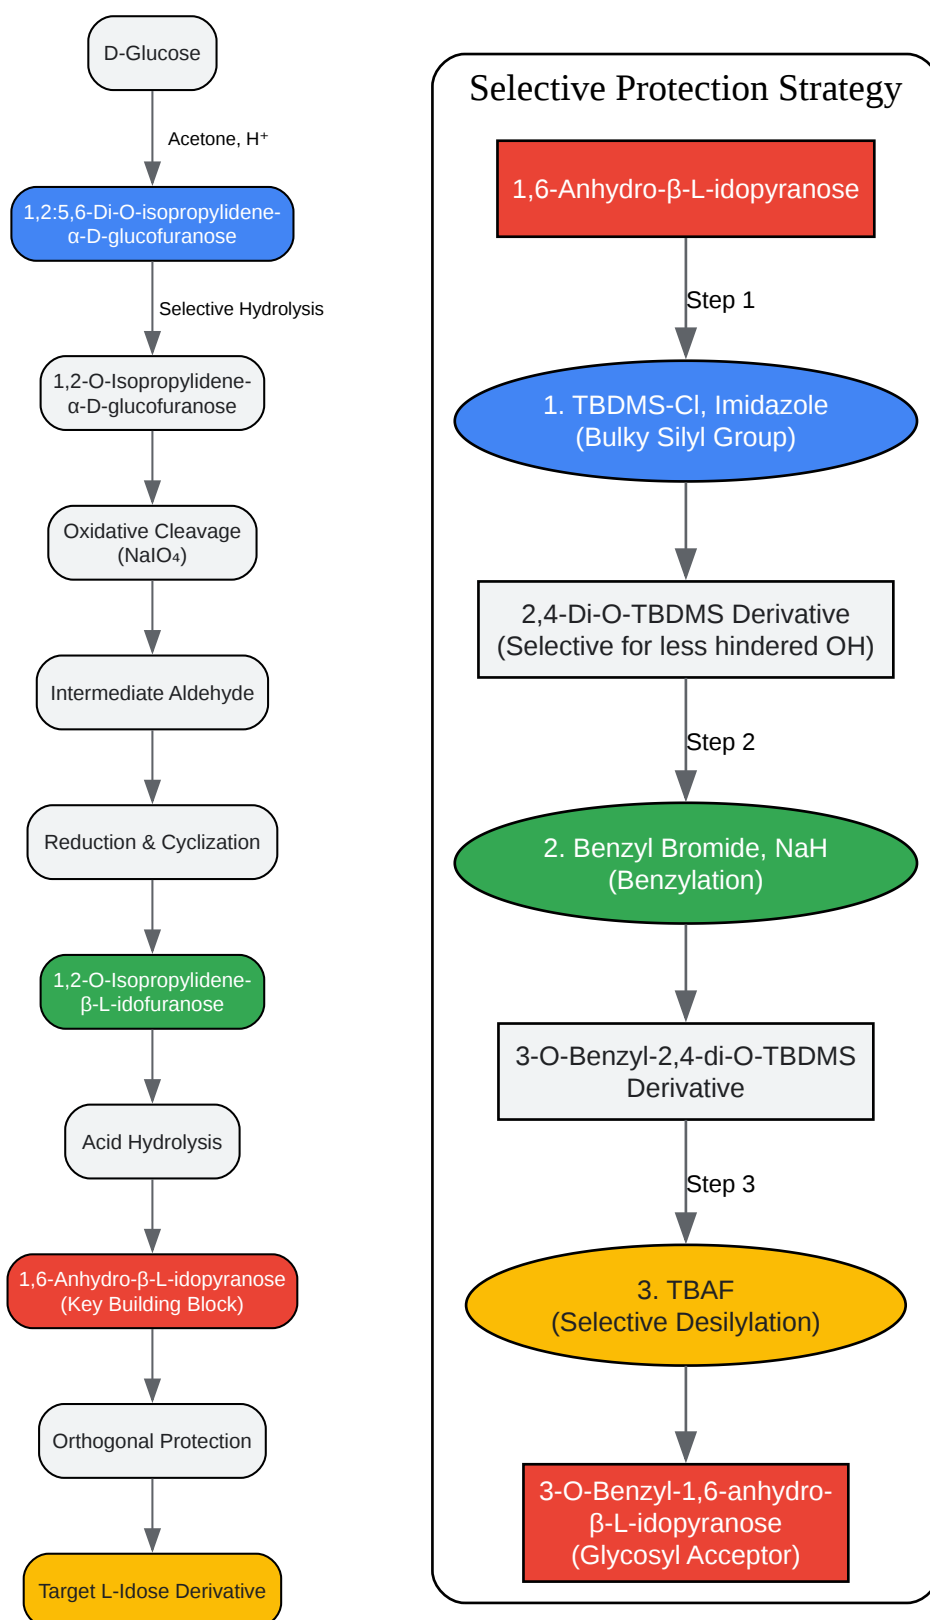 D-Glucose
Acetone, H⁺
1,2:5,6-Di-O-isopropylidene-
α-D-glucofuranose
Selective Hydrolysis
1,2-O-Isopropylidene-
α-D-glucofuranose
Oxidative Cleavage
(NaIO₄)
Intermediate Aldehyde
Reduction & Cyclization
1,2-O-Isopropylidene-
β-L-idofuranose
Acid Hydrolysis
1,6-Anhydro-β-L-idopyranose
(Key Building Block)
Orthogonal Protection
Target L-Idose Derivative
Selective Protection Strategy
1,6-Anhydro-β-L-idopyranose
Step 1
1. TBDMS-Cl, Imidazole
(Bulky Silyl Group)
2,4-Di-O-TBDMS Derivative
(Selective for less hindered OH)
Step 2
2. Benzyl Bromide, NaH
(Benzylation)
3-O-Benzyl-2,4-di-O-TBDMS
Derivative
Step 3
3. TBAF
(Selective Desilylation)
3-O-Benzyl-1,6-anhydro-
β-L-idopyranose
(Glycosyl Acceptor)